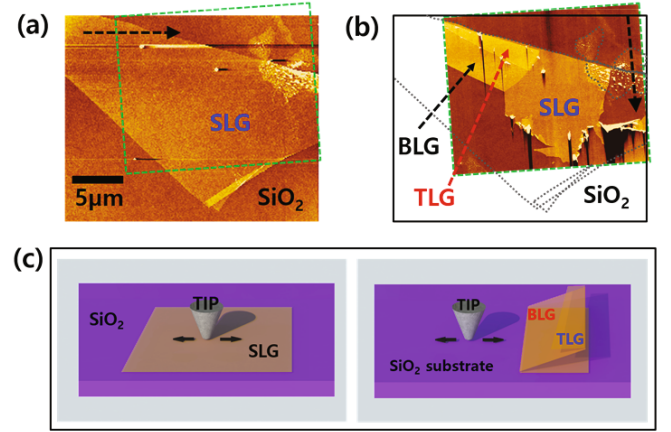 (a)
SLG
5μm
SiO₂
(b)
SLG
BLG
TLG
SiO₂
(c)
TIP
SiO₂
SLG
TIP
BLG
TLG
SiO₂ substrate